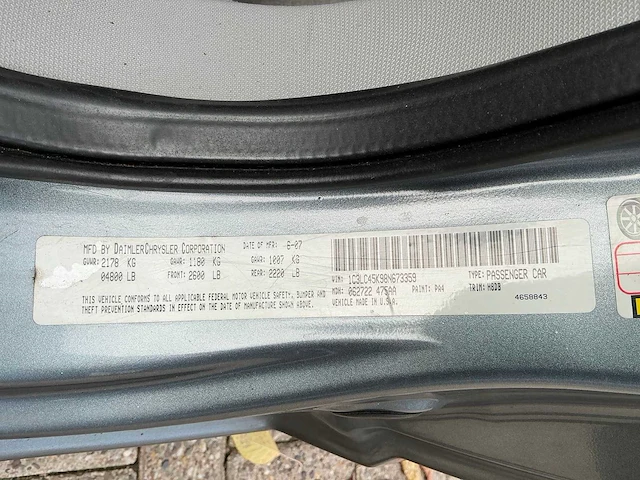 MFD BY DAIMLERCHRYSLER CORPORATION DATE OF MFR 6-07
GVWR: 2178 KG GAWR: 1180 KG GAWR: 1007 KG
04800 LB FRONT: 2600 LB REAR: 2220 LB
THIS VEHICLE CONFORMS TO ALL APPLICABLE FEDERAL MOTOR VEHICLE SAFETY, BUMPER AND
THEFT PREVENTION STANDARDS IN EFFECT ON THE DATE OF MANUFACTURE SHOWN ABOVE.
VIN: 1C3LC45K98N673359 TYPE: PASSENGER CAR
MDH: 062722 475AA PAINT: PA4 TRIM: H8DB
VEHICLE MADE IN U.S.A. 4658843